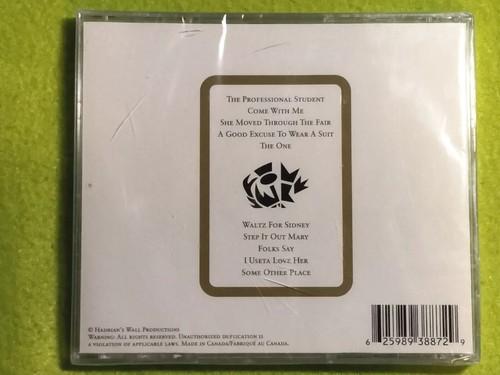 The Professional Student
Come With Me
She Moved Through The Fair
A Good Excuse To Wear A Suit
The One
Waltz For Sidney
Step It Out Mary
Folks Say
I Useta Love Her
Some Other Place
© Hadrian's Wall Productions
Warning: All rights reserved. Unauthorized duplication is
a violation of applicable laws. Made in Canada/Fabriqué au Canada.
6 25989 38872 9